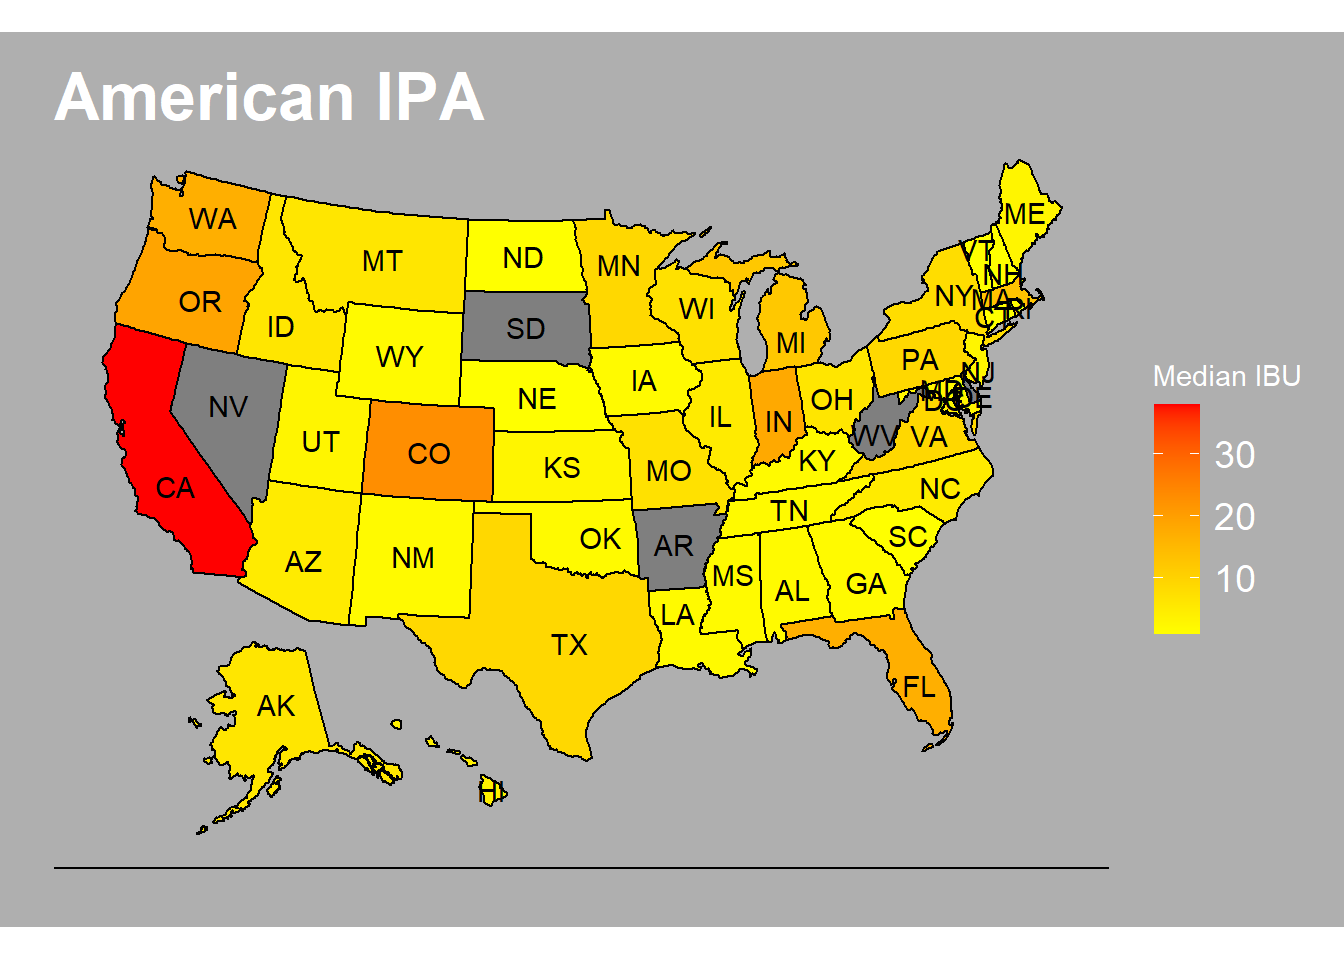 American IPA
WA
ME
MT
ND
MN
VT
NH
OR
ID
SD
WI
NY
MA
RI
CT
WY
MI
PA
NV
NE
IA
OH
NJ
MD
DE
DC
UT
CO
KS
MO
IL
IN
WV
VA
KY
CA
NC
AZ
NM
OK
AR
TN
SC
MS
AL
GA
LA
TX
FL
AK
HI
Median IBU
30
20
10